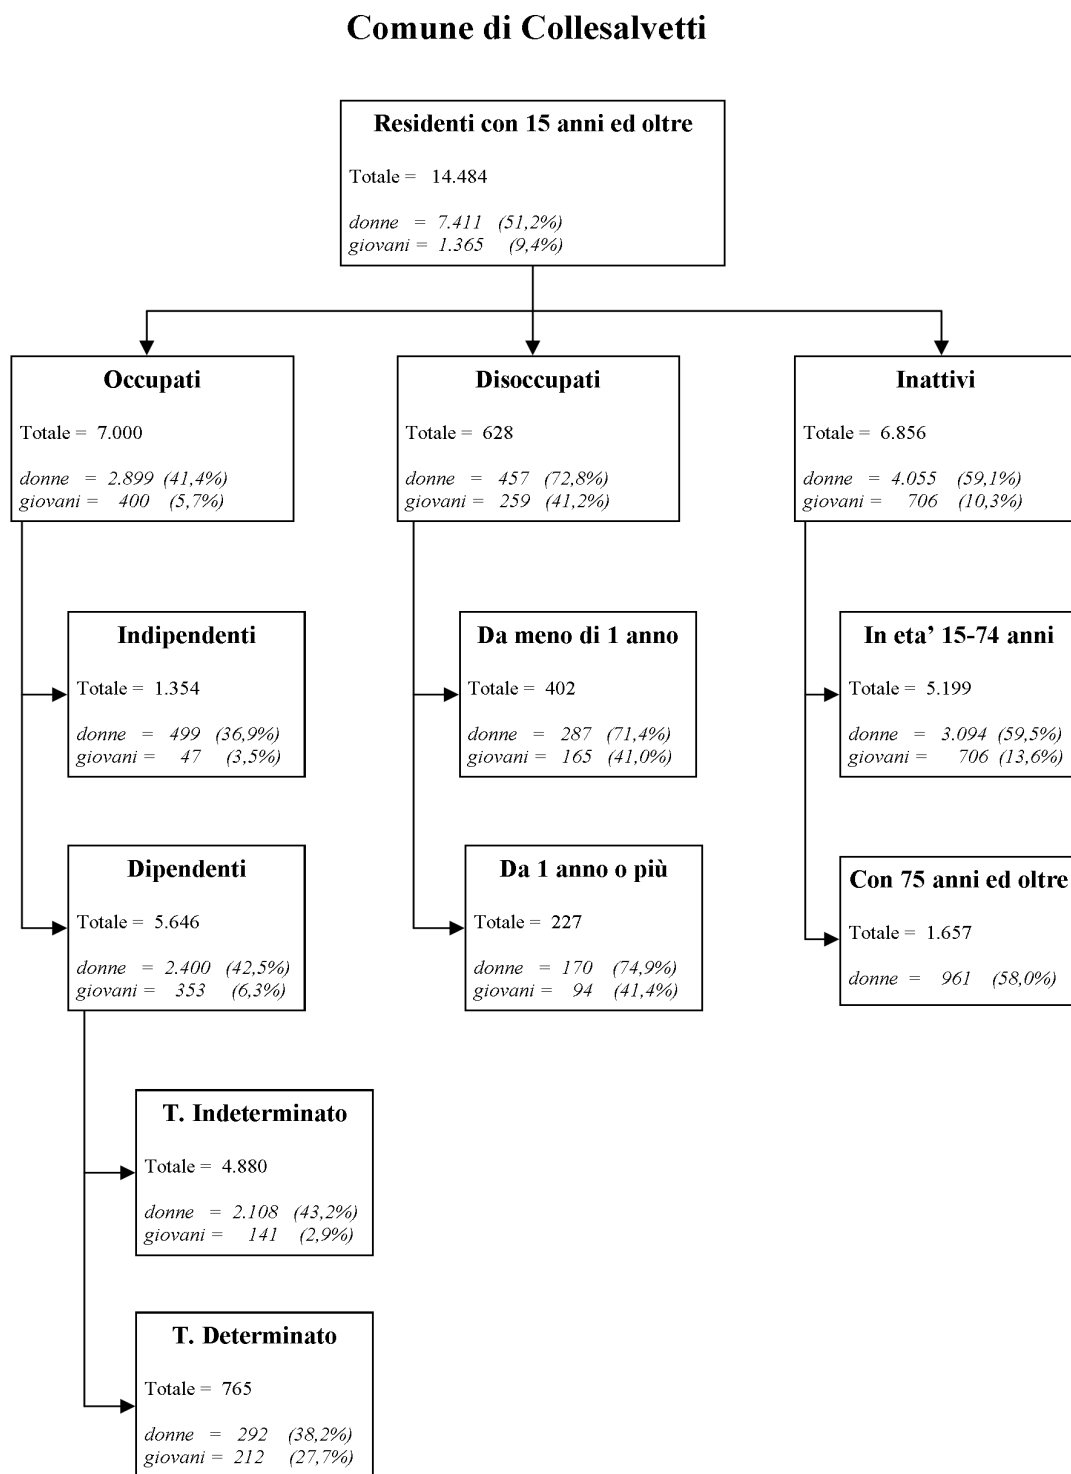 Comune di Collesalvetti
Residenti con 15 anni ed oltre
Totale = 14.484
donne = 7.411 (51,2%)
giovani = 1.365 (9,4%)
Occupati
Totale = 7.000
donne = 2.899 (41,4%)
giovani = 400 (5,7%)
Disoccupati
Totale = 628
donne = 457 (72,8%)
giovani = 259 (41,2%)
Inattivi
Totale = 6.856
donne = 4.055 (59,1%)
giovani = 706 (10,3%)
Indipendenti
Totale = 1.354
donne = 499 (36,9%)
giovani = 47 (3,5%)
Da meno di 1 anno
Totale = 402
donne = 287 (71,4%)
giovani = 165 (41,0%)
In eta’ 15-74 anni
Totale = 5.199
donne = 3.094 (59,5%)
giovani = 706 (13,6%)
Dipendenti
Totale = 5.646
donne = 2.400 (42,5%)
giovani = 353 (6,3%)
Da 1 anno o più
Totale = 227
donne = 170 (74,9%)
giovani = 94 (41,4%)
Con 75 anni ed oltre
Totale = 1.657
donne = 961 (58,0%)
T. Indeterminato
Totale = 4.880
donne = 2.108 (43,2%)
giovani = 141 (2,9%)
T. Determinato
Totale = 765
donne = 292 (38,2%)
giovani = 212 (27,7%)